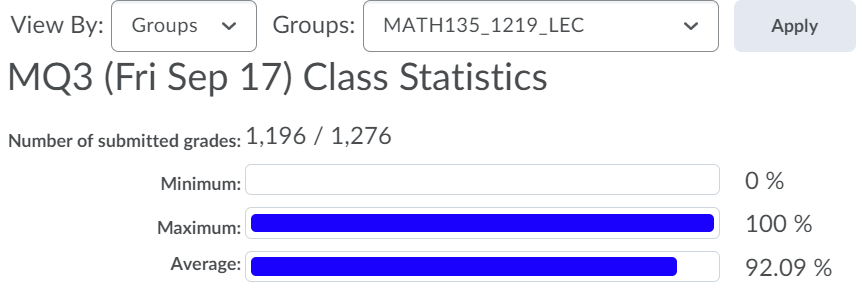 View By: Groups Groups: MATH135_1219_LEC Apply
MQ3 (Fri Sep 17) Class Statistics
Number of submitted grades: 1,196 / 1,276
Minimum: 0 %
Maximum: 100 %
Average: 92.09 %